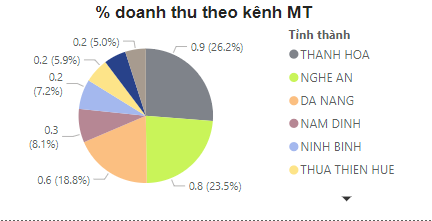 % doanh thu theo kênh MT
0.2 (5.0%)
0.2 (5.9%)
0.2
(7.2%)
0.3
(8.1%)
0.6 (18.8%)
0.9 (26.2%)
0.8 (23.5%)
Tỉnh thành
THANH HOA
NGHE AN
DA NANG
NAM DINH
NINH BINH
THUA THIEN HUE